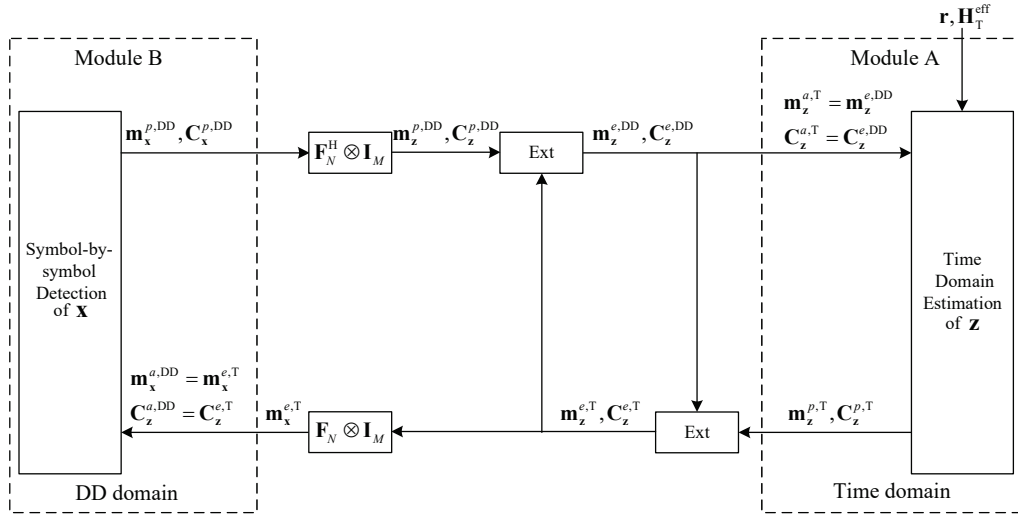 r, H_T^eff
Module B
Module A
m_x^{p,DD}, C_x^{p,DD}
F_N^H ⊗ I_M
m_z^{p,DD}, C_z^{p,DD}
Ext
m_z^{e,DD}, C_z^{e,DD}
m_z^{a,T} = m_z^{e,DD}
C_z^{a,T} = C_z^{e,DD}
Symbol-by-
symbol
Detection
of x
Time
Domain
Estimation
of z
m_x^{a,DD} = m_x^{e,T}
C_z^{a,DD} = C_z^{e,T}
m_x^{e,T}
F_N ⊗ I_M
m_z^{e,T}, C_z^{e,T}
Ext
m_z^{p,T}, C_z^{p,T}
DD domain
Time domain